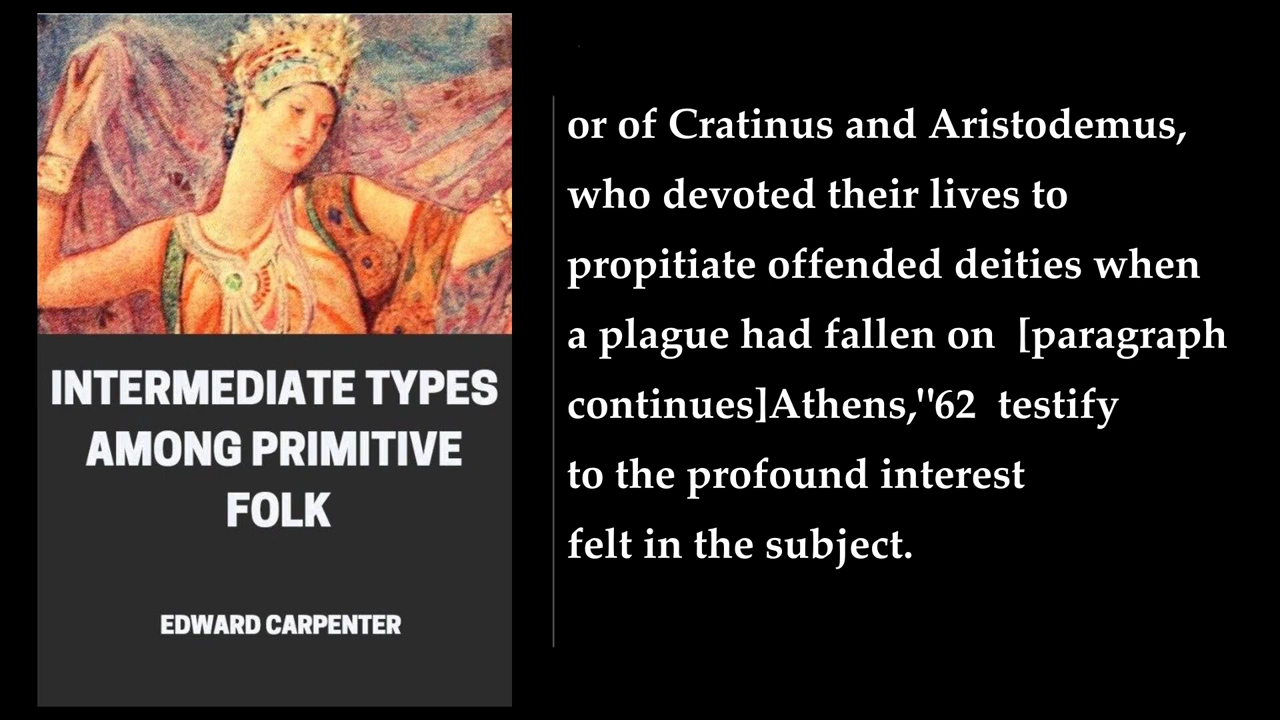 INTERMEDIATE TYPES
AMONG PRIMITIVE
FOLK
EDWARD CARPENTER
or of Cratinus and Aristodemus,
who devoted their lives to
propitiate offended deities when
a plague had fallen on  [paragraph
continues]Athens,"62  testify
to the profound interest
felt in the subject.